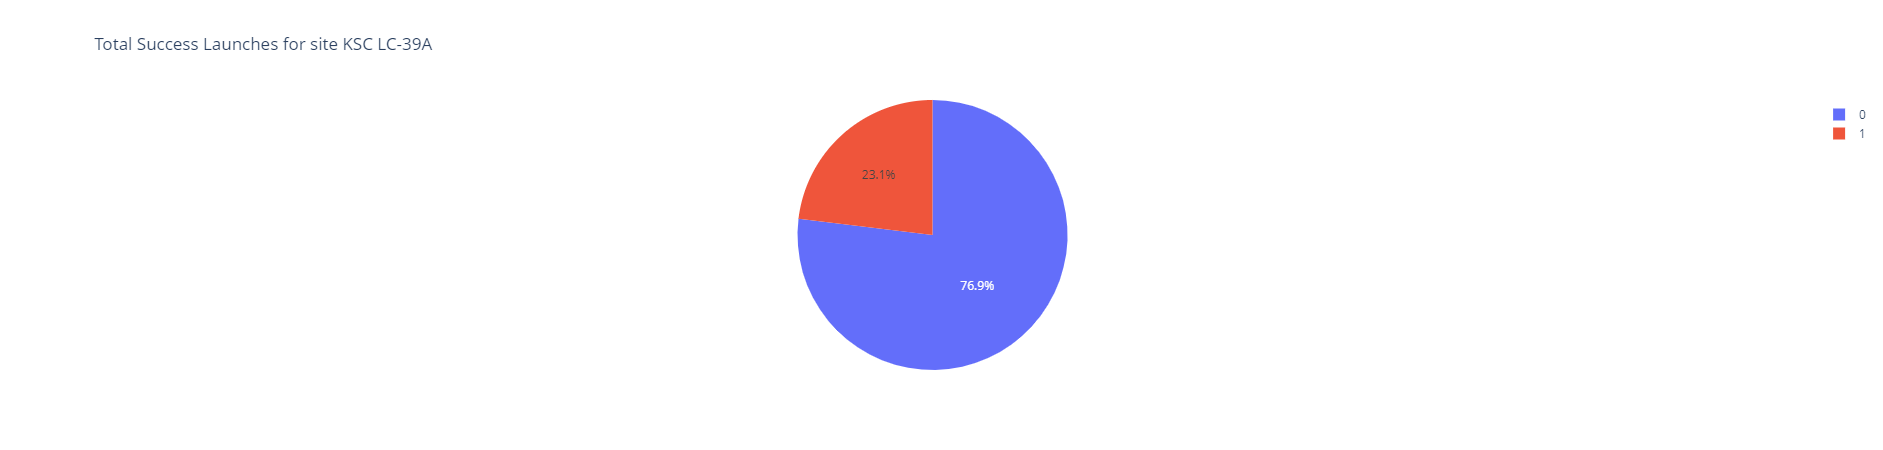 Total Success Launches for site KSC LC-39A
0
1
23.1%
76.9%